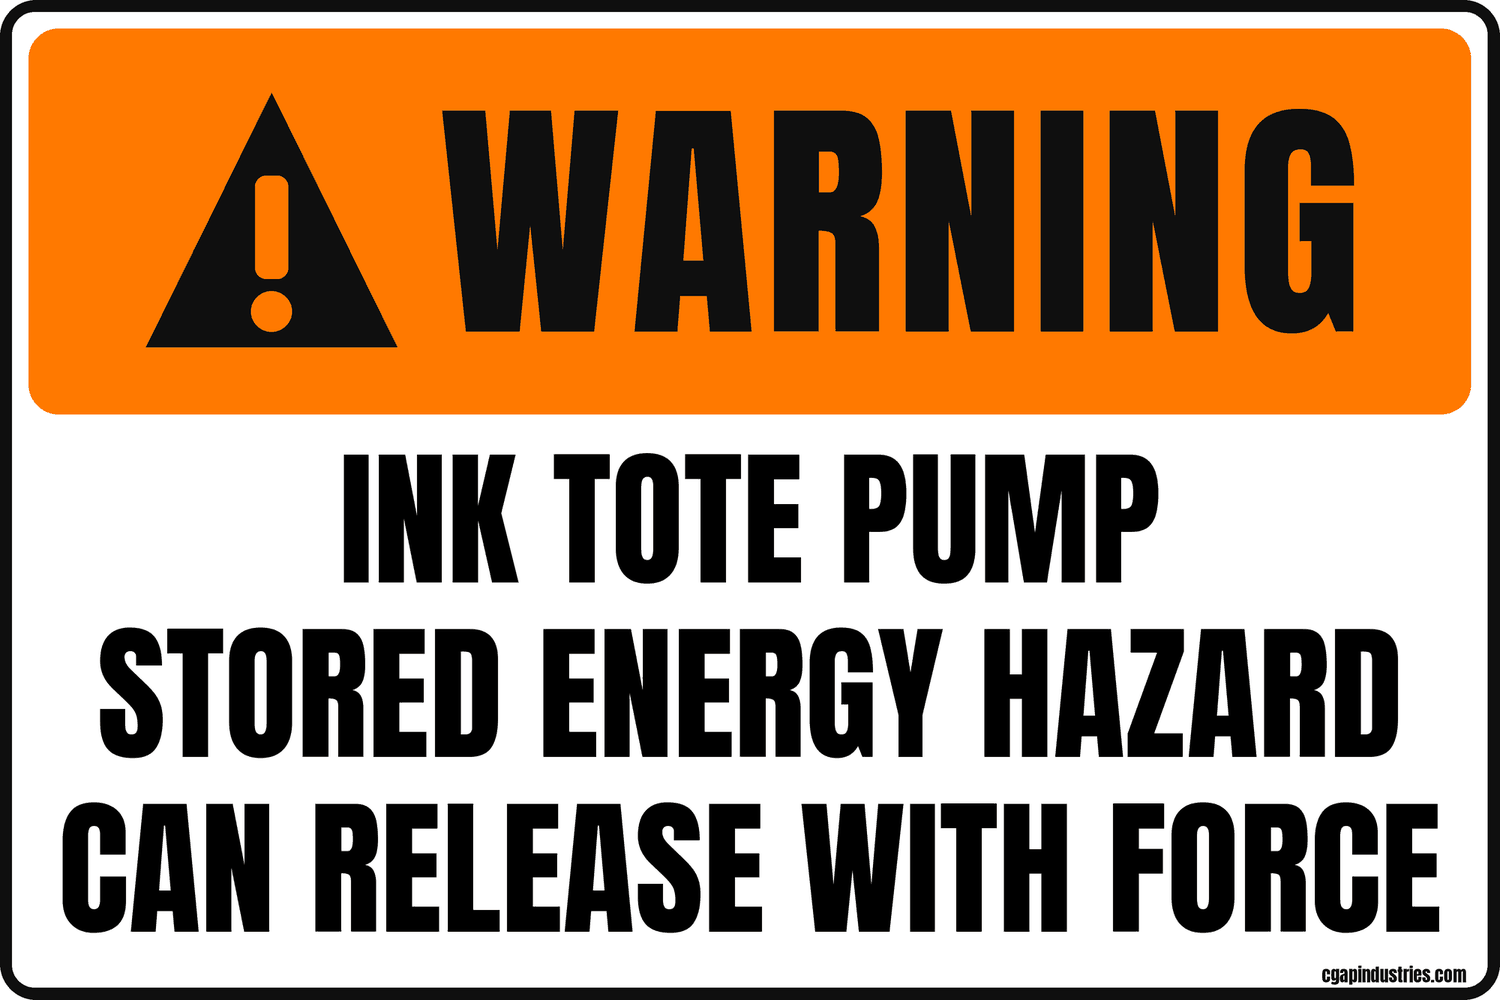 WARNING
INK TOTE PUMP
STORED ENERGY HAZARD
CAN RELEASE WITH FORCE
cgapindustries.com